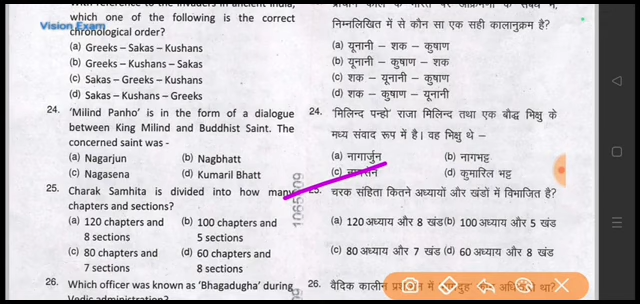 Vision Exam
which one of the following is the correct
chronological order?
(a) Greeks – Sakas – Kushans
(b) Greeks – Kushans – Sakas
(c) Sakas – Greeks – Kushans
(d) Sakas – Kushans – Greeks
24. 'Milind Panho' is in the form of a dialogue
between King Milind and Buddhist Saint. The
concerned saint was -
(a) Nagarjun (b) Nagbhatt
(c) Nagasena (d) Kumaril Bhatt
25. Charak Samhita is divided into how many
chapters and sections?
(a) 120 chapters and (b) 100 chapters and
8 sections 5 sections
(c) 80 chapters and (d) 60 chapters and
7 sections 8 sections
26. Which officer was known as 'Bhagadugha' during
निम्नलिखित में से कौन सा एक सही कालानुक्रम है?
(a) यूनानी – शक – कुषाण
(b) यूनानी – कुषाण – शक
(c) शक – यूनानी – कुषाण
(d) शक – कुषाण – यूनानी
24. 'मिलिन्द पन्हो' राजा मिलिन्द तथा एक बौद्ध भिक्षु के
मध्य संवाद रूप में है। वह भिक्षु थे –
(a) नागार्जुन (b) नागभट्ट
(c) (d) कुमारिल भट्ट
चरक संहिता कितने अध्यायों और खंडों में विभाजित है?
(a) 120 अध्याय और 8 खंड (b) 100 अध्याय और 5 खंड
(c) 80 अध्याय और 7 खंड (d) 60 अध्याय और 8 खंड
26. वैदिक कालीन